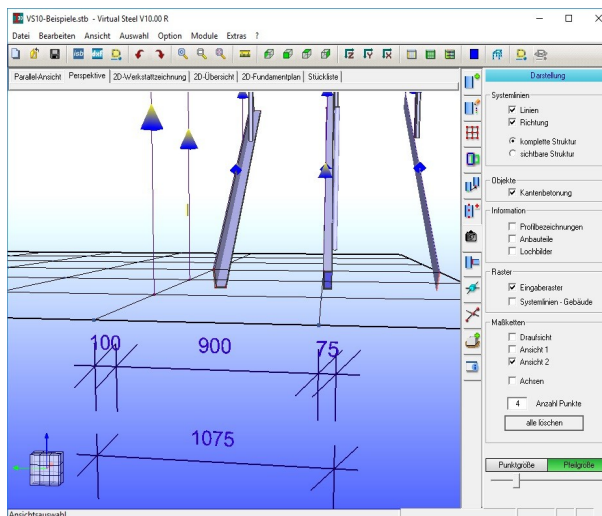 VS10-Beispiele.stb - Virtual Steel V10.00 R
Datei Bearbeiten Ansicht Auswahl Option Module Extras ?
Parallel-Ansicht Perspektive 2D-Werkstattzeichnung 2D-Übersicht 2D-Fundamentplan Stückliste
Darstellung
Systemlinien
Linien
Richtung
komplette Struktur
sichtbare Struktur
Objekte
Kantenbetonung
Information
Profilbezeichnungen
Anbauteile
Lochbilder
Raster
Eingaberaster
Systemlinien - Gebäude
Maßketten
Draufsicht
Ansicht 1
Ansicht 2
Achsen
4 Anzahl Punkte
alle löschen
Punktgröße Pfeilgröße
100 900 75
1075
Ansichtsauswahl